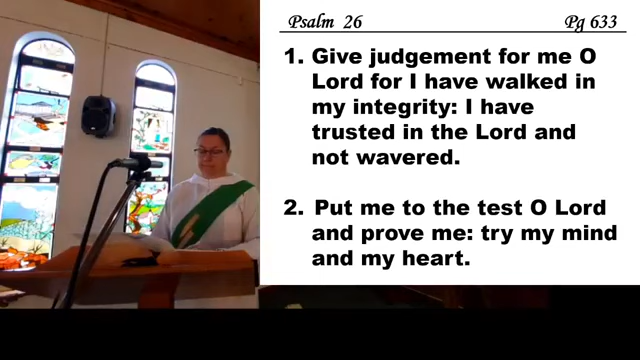 Psalm 26 Pg 633
1. Give judgement for me O
Lord for I have walked in
my integrity: I have
trusted in the Lord and
not wavered.
2. Put me to the test O Lord
and prove me: try my mind
and my heart.